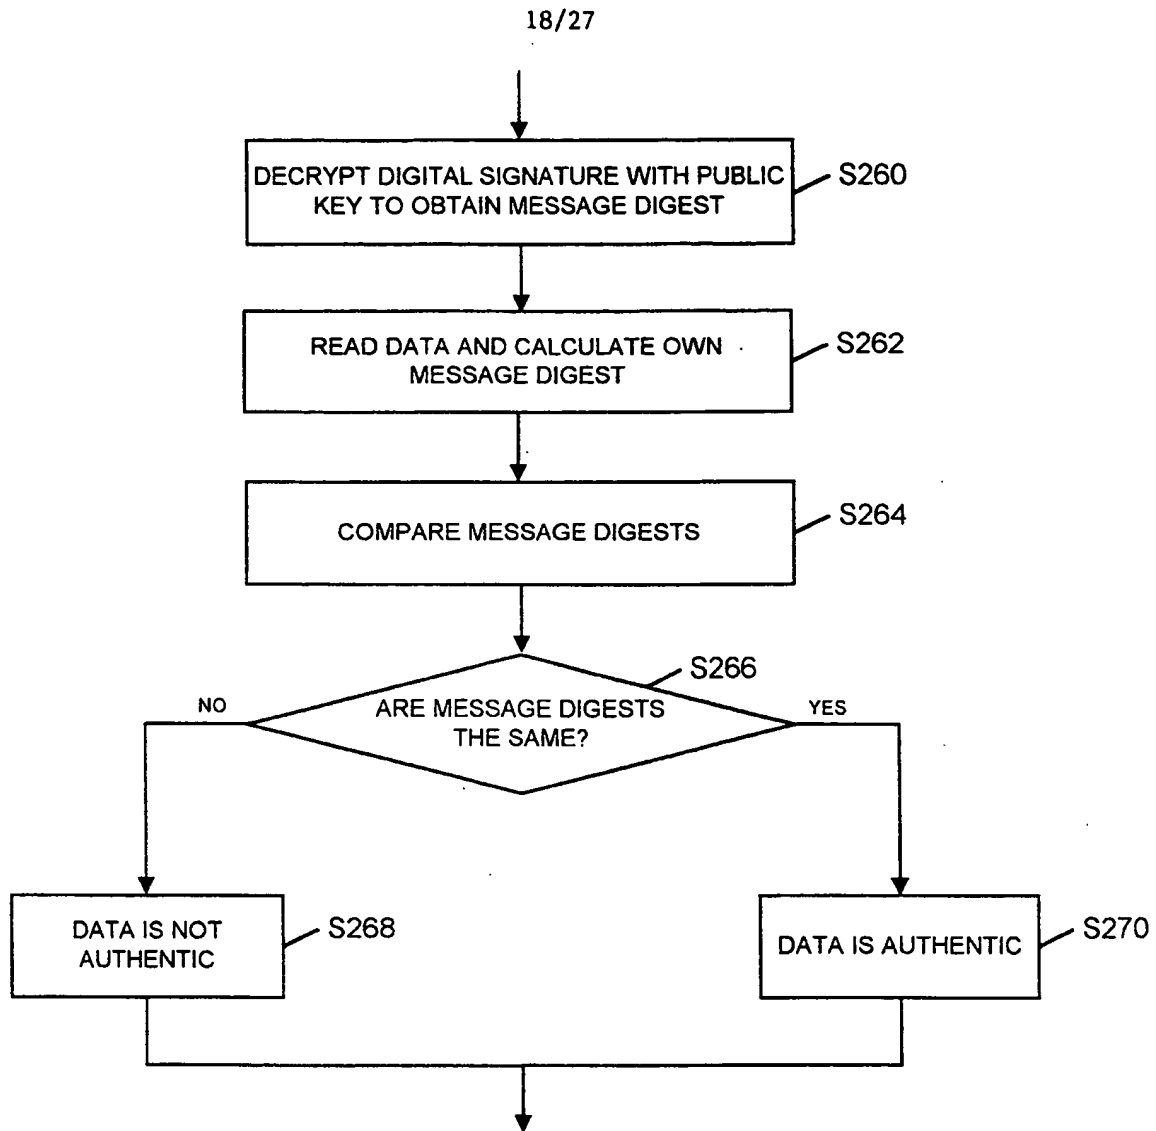 18/27
DECRYPT DIGITAL SIGNATURE WITH PUBLIC
KEY TO OBTAIN MESSAGE DIGEST
S260
READ DATA AND CALCULATE OWN
MESSAGE DIGEST
S262
COMPARE MESSAGE DIGESTS
S264
S266
ARE MESSAGE DIGESTS
THE SAME?
NO
YES
DATA IS NOT
AUTHENTIC
S268
DATA IS AUTHENTIC
S270